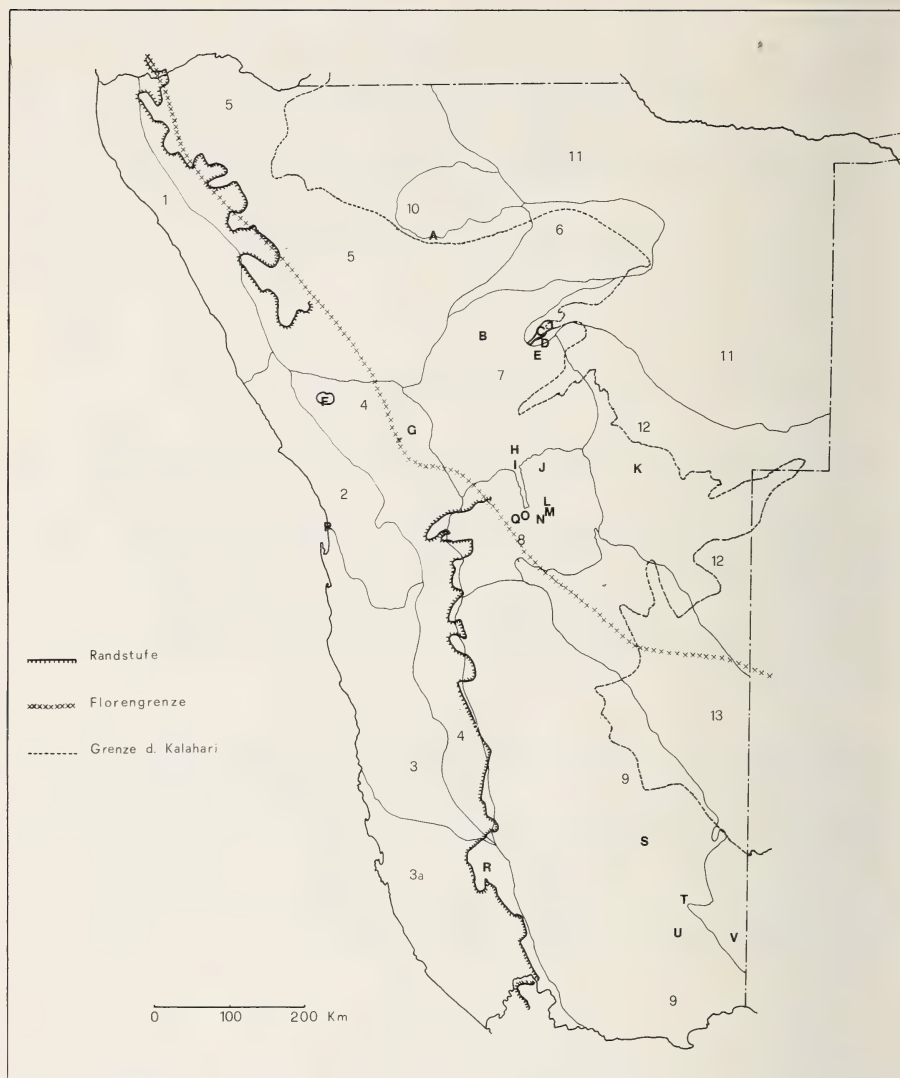 5
11
1
10
A
6
5
B
C
D
E
7
11
F
4
12
G
H
I
J
K
2
L
M
Q
O
N
P
8
12
Randstufe
Florengrenze
13
Grenze d. Kalahari
4
3
9
S
R
3a
T
U
V
9
0
100
200 Km